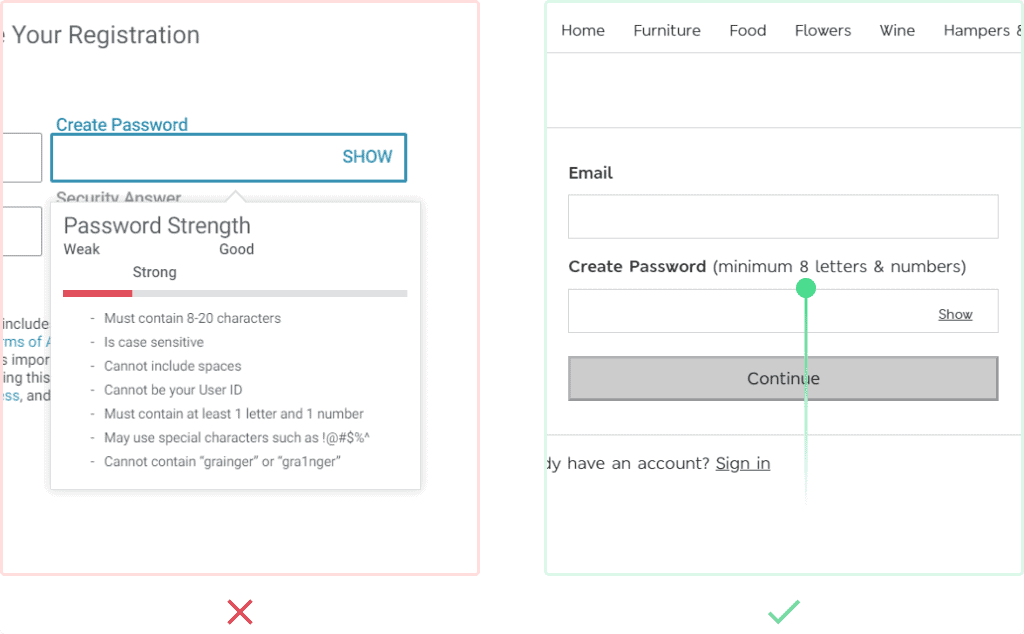 Your Registration
Create Password
SHOW
Security Answer
Password Strength
Weak Good
Strong
- Must contain 8-20 characters
- Is case sensitive
- Cannot include spaces
- Cannot be your User ID
- Must contain at least 1 letter and 1 number
- May use special characters such as !@#$%^
- Cannot contain “grainger” or “gra1nger”
include
rms of A
s impor
ing this
ess, and
Home Furniture Food Flowers Wine Hampers &
Email
Create Password (minimum 8 letters & numbers)
Show
Continue
dy have an account? Sign in